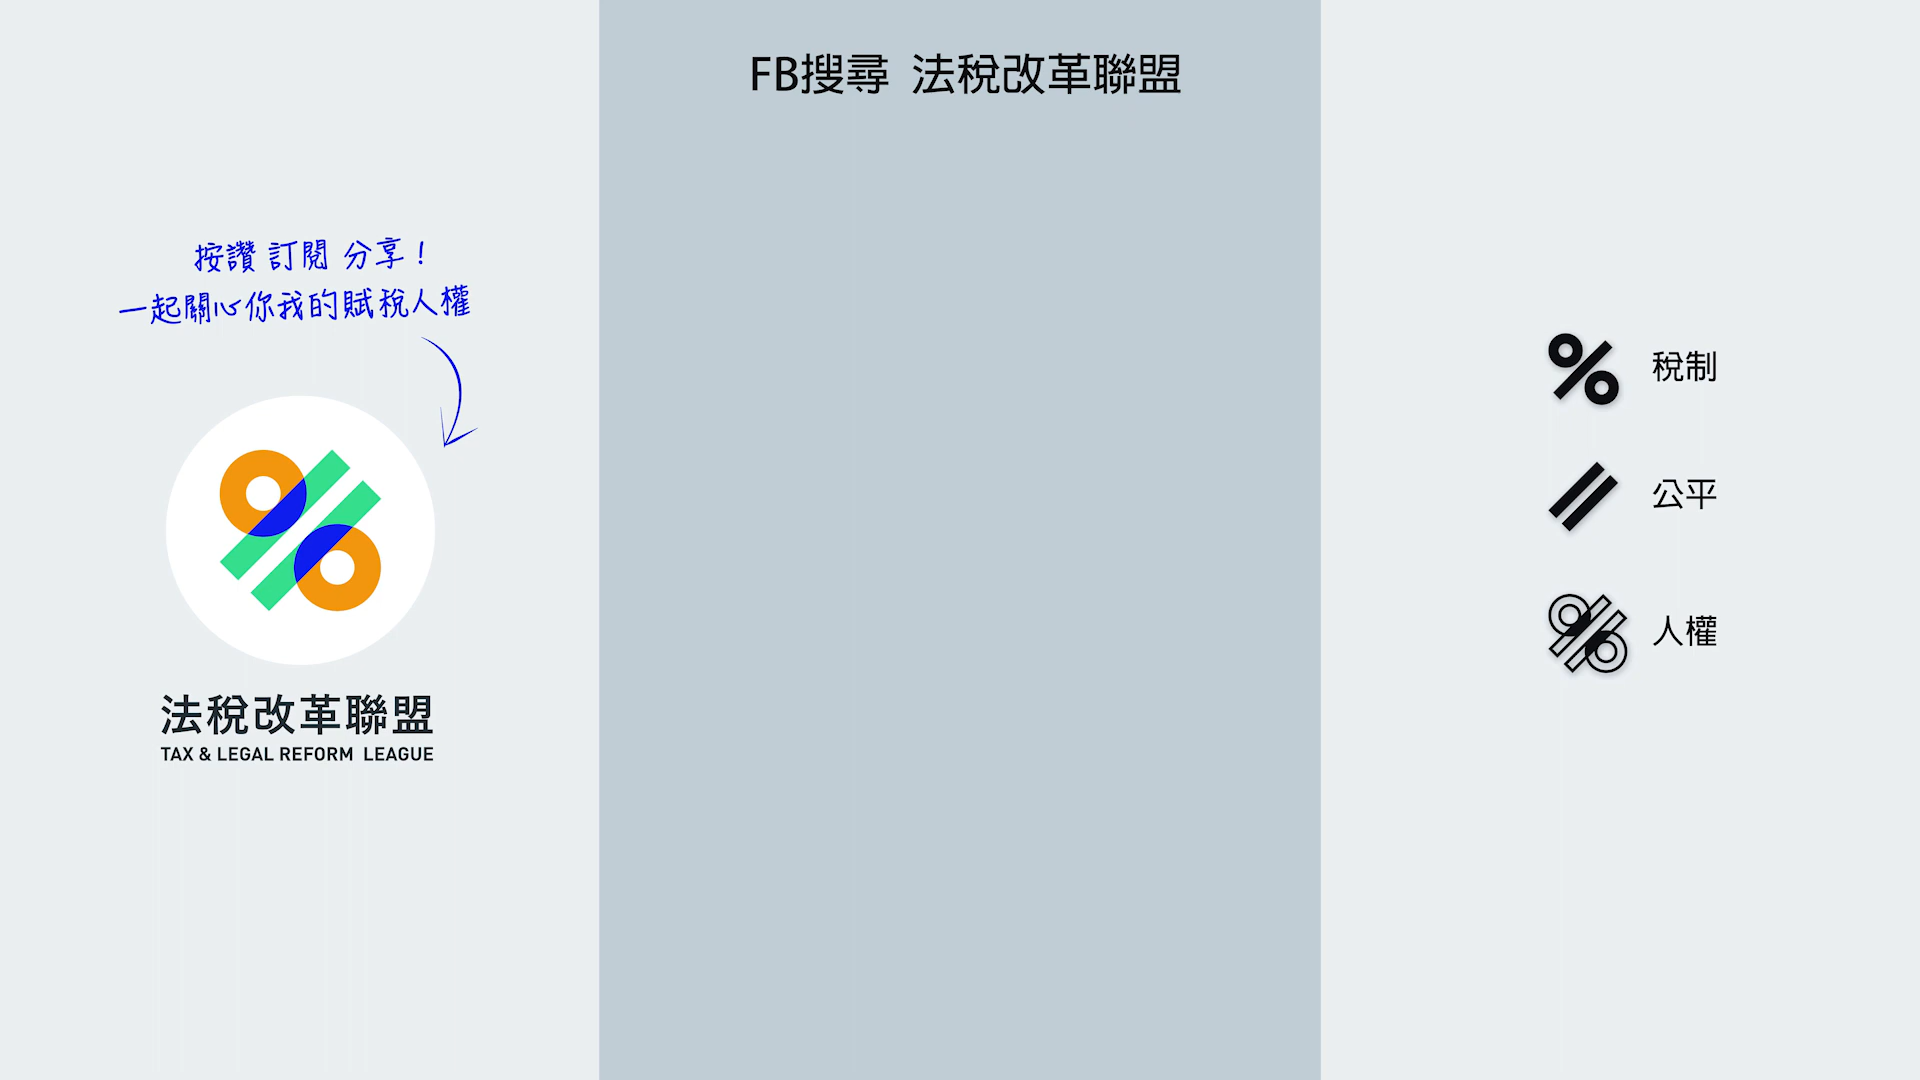 FB搜尋 法稅改革聯盟
按讚 訂閱 分享！
一起關心你我的賦稅人權
法稅改革聯盟
TAX & LEGAL REFORM LEAGUE
稅制
公平
人權